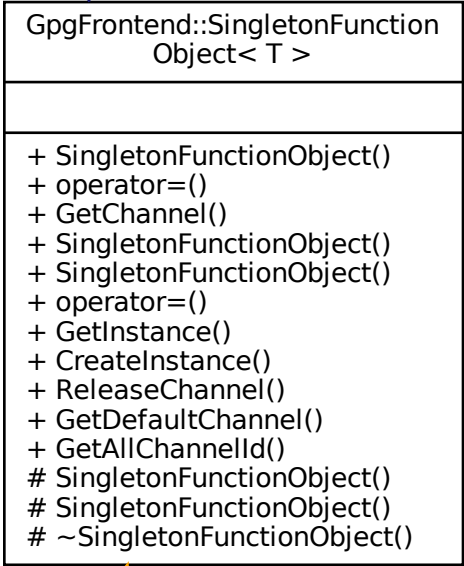 GpgFrontend::SingletonFunction
Object< T >
+ SingletonFunctionObject()
+ operator=()
+ GetChannel()
+ SingletonFunctionObject()
+ SingletonFunctionObject()
+ operator=()
+ GetInstance()
+ CreateInstance()
+ ReleaseChannel()
+ GetDefaultChannel()
+ GetAllChannelId()
# SingletonFunctionObject()
# SingletonFunctionObject()
# ~SingletonFunctionObject()